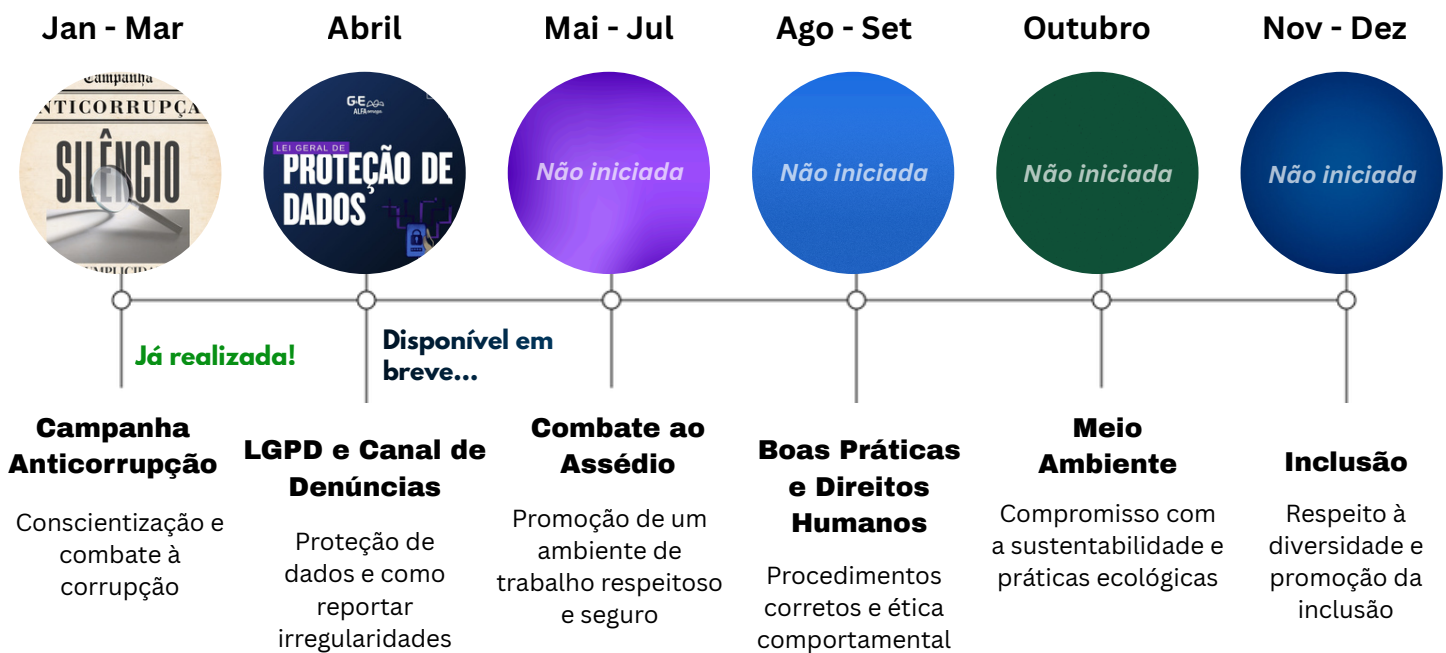 Jan - Mar
Abril
Mai - Jul
Ago - Set
Outubro
Nov - Dez
Campanha
NTICORRUPÇA
SILÊNCIO
UMPLICIDA
G&E
ALFA
LEI GERAL DE
PROTEÇÃO DE
DADOS
Não iniciada
Não iniciada
Não iniciada
Não iniciada
Já realizada!
Disponível em
breve...
Campanha
Anticorrupção
Conscientização e
combate à
corrupção
LGPD e Canal de
Denúncias
Proteção de
dados e como
reportar
irregularidades
Combate ao
Assédio
Promoção de um
ambiente de
trabalho respeitoso
e seguro
Boas Práticas
e Direitos
Humanos
Procedimentos
corretos e ética
comportamental
Meio
Ambiente
Compromisso com
a sustentabilidade e
práticas ecológicas
Inclusão
Respeito à
diversidade e
promoção da
inclusão